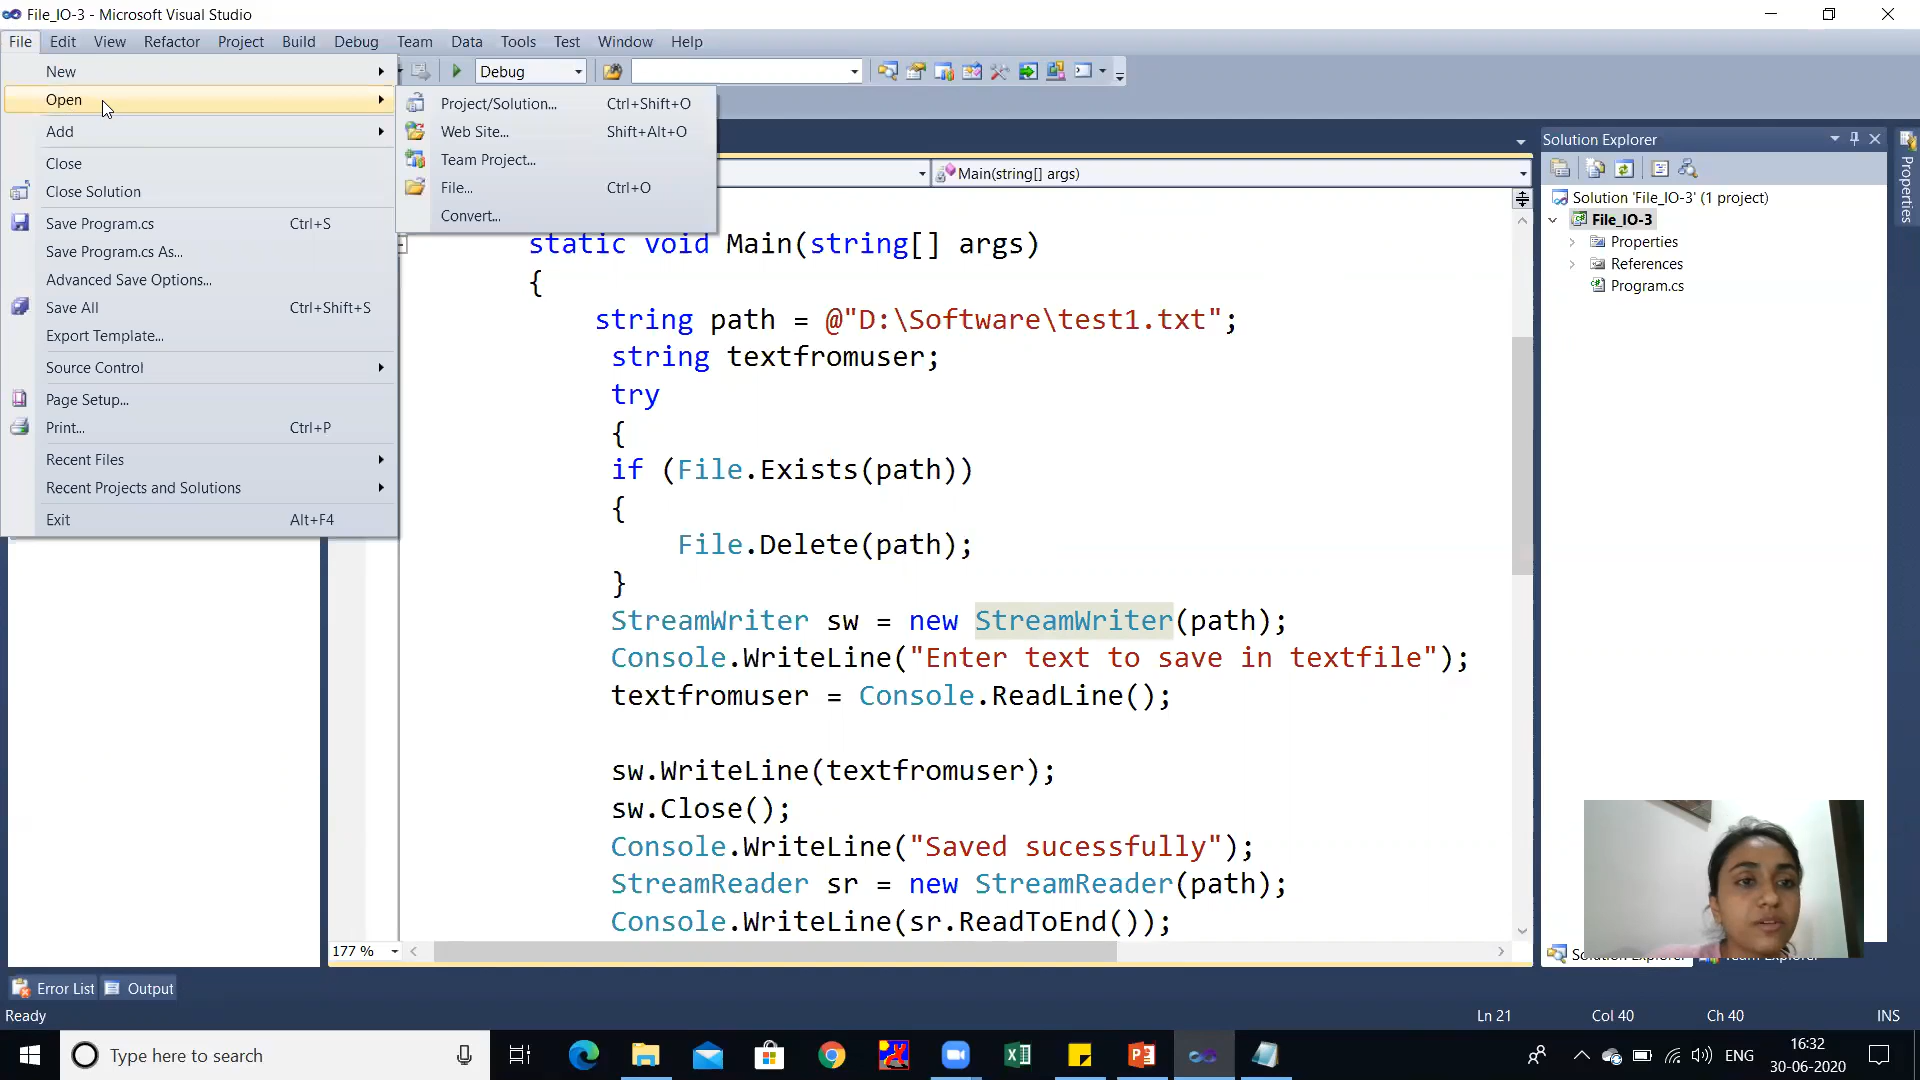 File_IO-3 - Microsoft Visual Studio
File Edit View Refactor Project Build Debug Team Data Tools Test Window Help
New
Debug
Open
Project/Solution... Ctrl+Shift+O
Web Site... Shift+Alt+O
Team Project...
File... Ctrl+O
Convert...
Add
Close
Close Solution
Save Program.cs Ctrl+S
Save Program.cs As...
Advanced Save Options...
Save All Ctrl+Shift+S
Export Template...
Source Control
Page Setup...
Print... Ctrl+P
Recent Files
Recent Projects and Solutions
Exit Alt+F4
Main(string[] args)
static void Main(string[] args)
{
string path = @"D:\Software\test1.txt";
string textfromuser;
try
{
if (File.Exists(path))
{
File.Delete(path);
}
StreamWriter sw = new StreamWriter(path);
Console.WriteLine("Enter text to save in textfile");
textfromuser = Console.ReadLine();
sw.WriteLine(textfromuser);
sw.Close();
Console.WriteLine("Saved sucessfully");
StreamReader sr = new StreamReader(path);
Console.WriteLine(sr.ReadToEnd());
177 %
Solution Explorer
Solution 'File_IO-3' (1 project)
File_IO-3
Properties
References
Program.cs
Properties
Error List Output
Ready
Ln 21 Col 40 Ch 40 INS
Type here to search
ENG
16:32
30-06-2020